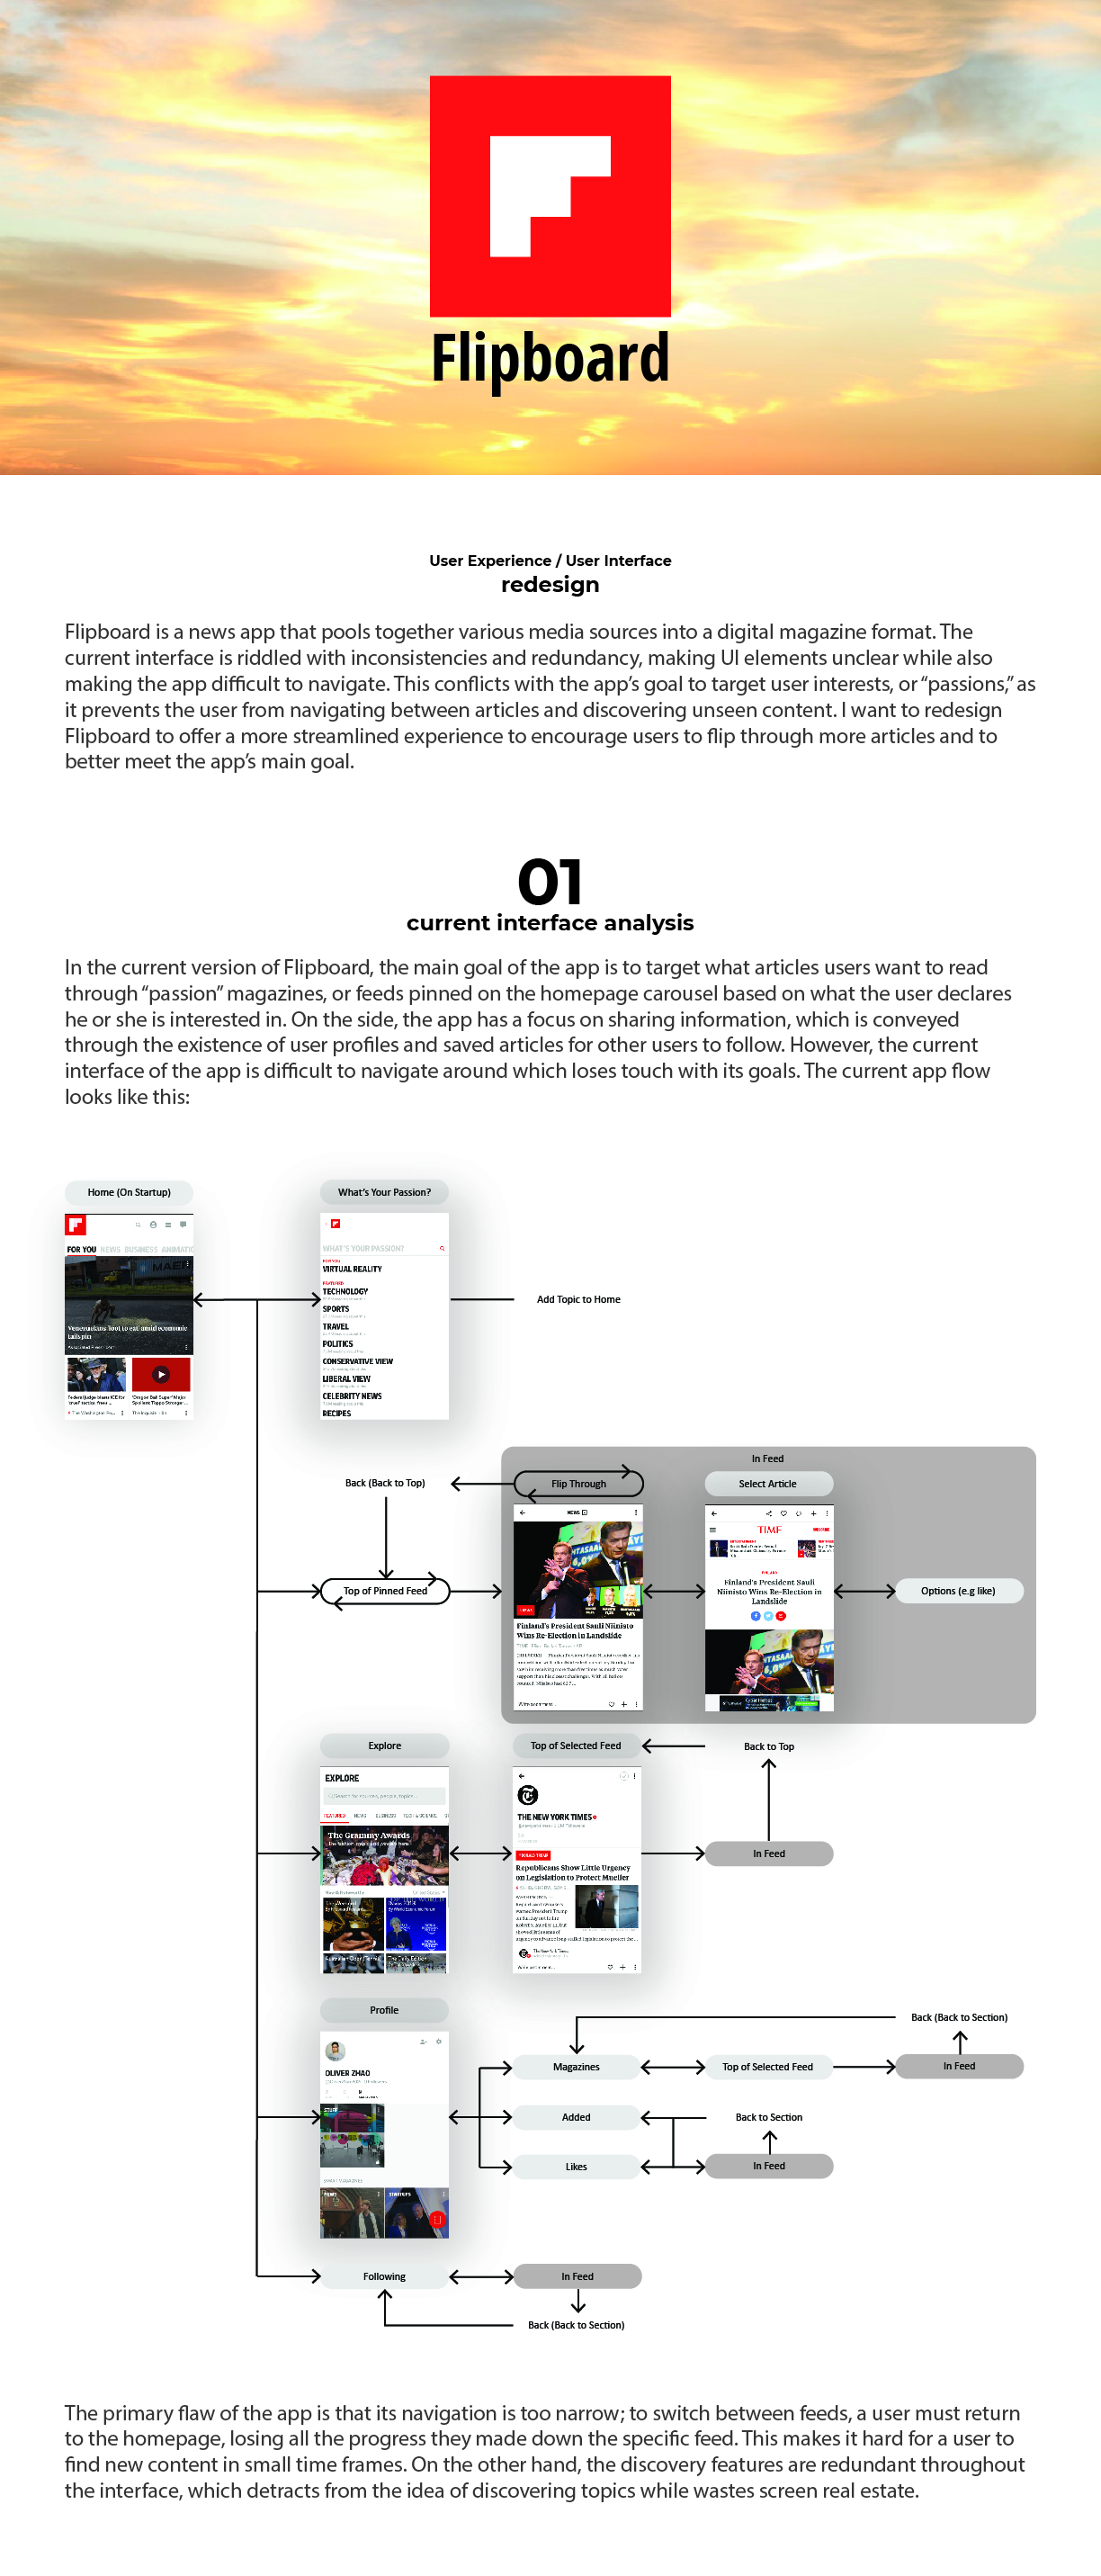 Flipboard
User Experience / User Interface
redesign
Flipboard is a news app that pools together various media sources into a digital magazine format. The
current interface is riddled with inconsistencies and redundancy, making UI elements unclear while also
making the app difficult to navigate. This conflicts with the app's goal to target user interests, or “passions,” as
it prevents the user from navigating between articles and discovering unseen content. I want to redesign
Flipboard to offer a more streamlined experience to encourage users to flip through more articles and to
better meet the app's main goal.
01
current interface analysis
In the current version of Flipboard, the main goal of the app is to target what articles users want to read
through “passion” magazines, or feeds pinned on the homepage carousel based on what the user declares
he or she is interested in. On the side, the app has a focus on sharing information, which is conveyed
through the existence of user profiles and saved articles for other users to follow. However, the current
interface of the app is difficult to navigate around which loses touch with its goals. The current app flow
looks like this:
Home (On Startup)
What's Your Passion?
FOR YOU NEWS BUSINESS ANIMATIO
Venezuelans 'loot to eat' amid economic
tailspin
WHAT'S YOUR PASSION?
VIRTUAL REALITY
FEATURED
TECHNOLOGY
SPORTS
TRAVEL
POLITICS
CONSERVATIVE VIEW
LIBERAL VIEW
CELEBRITY NEWS
RECIPES
Add Topic to Home
In Feed
Back (Back to Top)
Flip Through
Select Article
NEWS
TIME
Finland's President Sauli
Niinisto Wins Re-Election in
Landslide
NEWS
Finland's President Sauli Niinisto
Wins Re-Election in Landslide
Top of Pinned Feed
Options (e.g like)
Explore
Top of Selected Feed
Back to Top
EXPLORE
FEATURED NEWS BUSINESS TECH & SCIENCE
The Grammy Awards
THE NEW YORK TIMES
Republicans Show Little Urgency
on Legislation to Protect Mueller
In Feed
Profile
OLIVER ZHAO
STUFF
NEWS
STARTUPS
Back (Back to Section)
Magazines
Top of Selected Feed
In Feed
Added
Back to Section
Likes
In Feed
Following
In Feed
Back (Back to Section)
The primary flaw of the app is that its navigation is too narrow; to switch between feeds, a user must return
to the homepage, losing all the progress they made down the specific feed. This makes it hard for a user to
find new content in small time frames. On the other hand, the discovery features are redundant throughout
the interface, which detracts from the idea of discovering topics while wastes screen real estate.